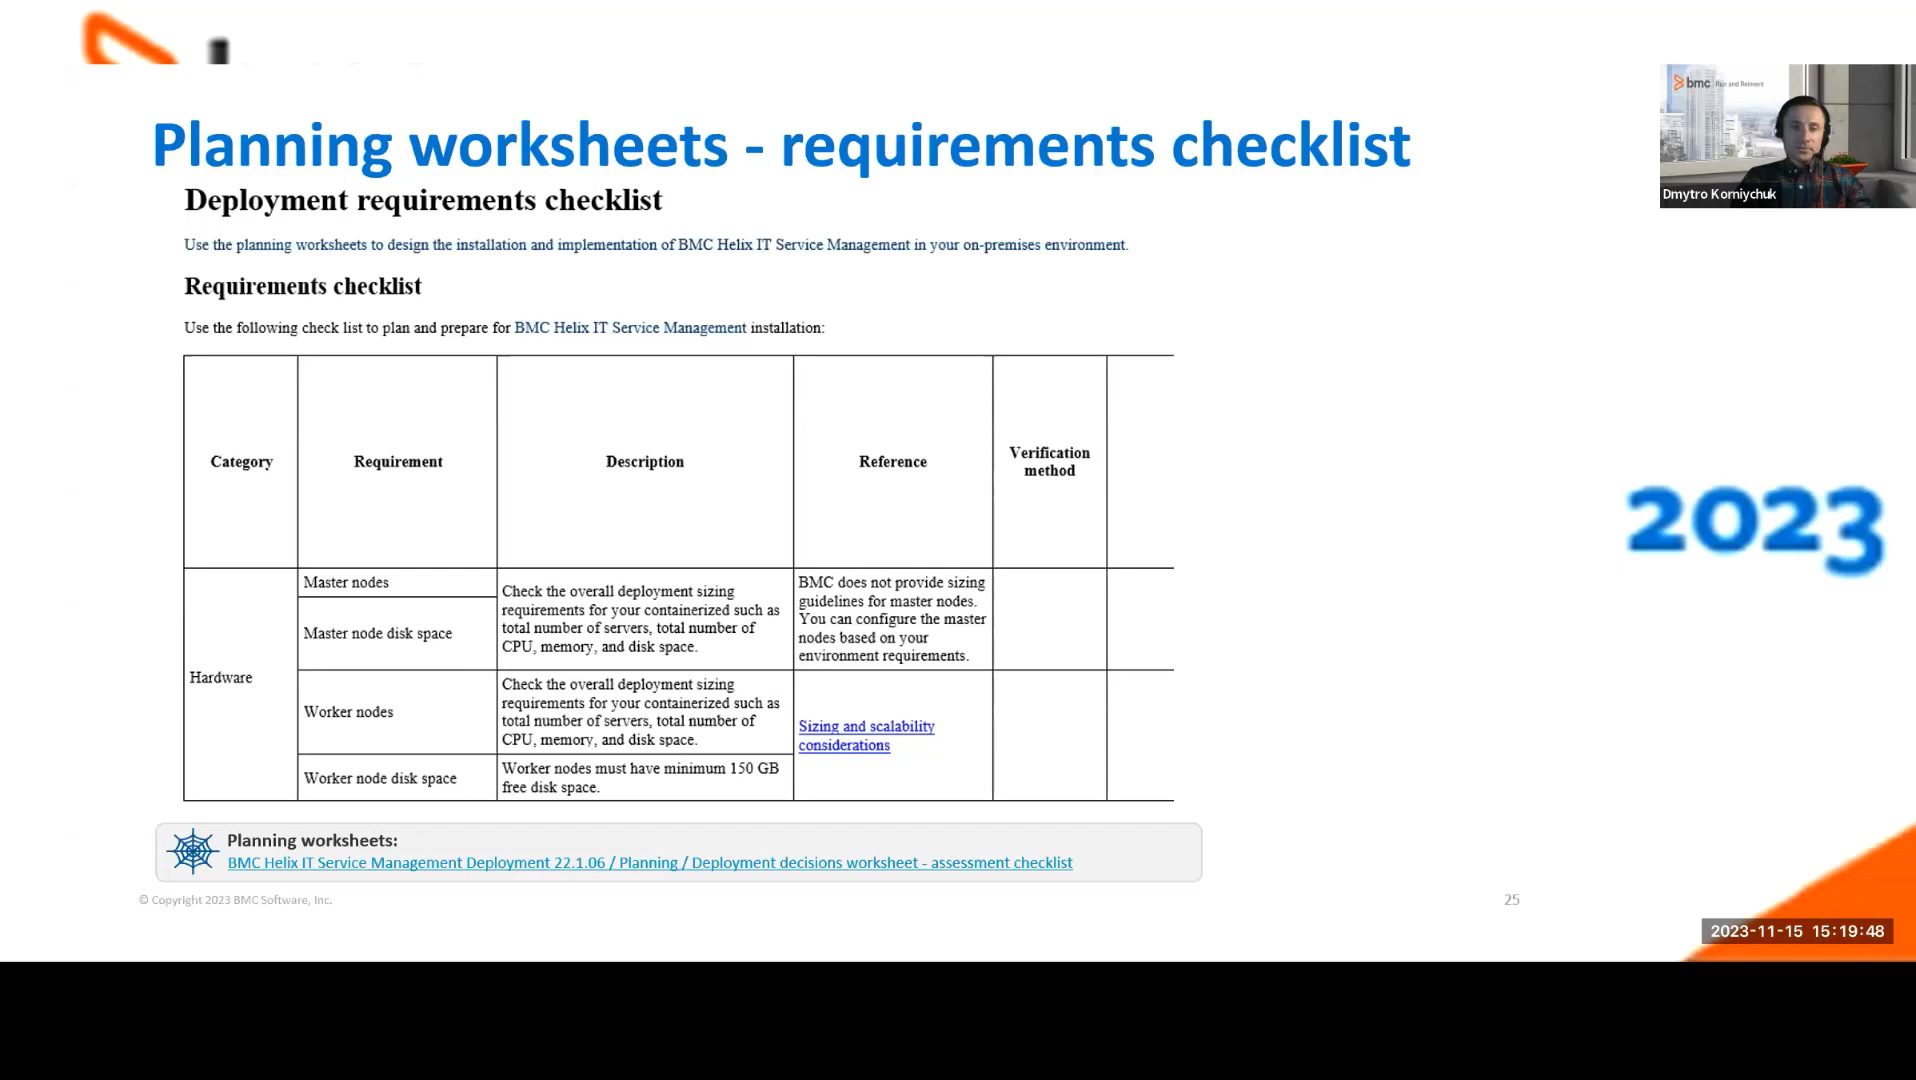 bmc Run and Reinvent
Dmytro Korniychuk
Planning worksheets - requirements checklist
Deployment requirements checklist
Use the planning worksheets to design the installation and implementation of BMC Helix IT Service Management in your on-premises environment.
Requirements checklist
Use the following check list to plan and prepare for BMC Helix IT Service Management installation:
Category
Requirement
Description
Reference
Verification
method
Hardware
Master nodes
Master node disk space
Check the overall deployment sizing
requirements for your containerized such as
total number of servers, total number of
CPU, memory, and disk space.
BMC does not provide sizing
guidelines for master nodes.
You can configure the master
nodes based on your
environment requirements.
Worker nodes
Check the overall deployment sizing
requirements for your containerized such as
total number of servers, total number of
CPU, memory, and disk space.
Sizing and scalability
considerations
Worker node disk space
Worker nodes must have minimum 150 GB
free disk space.
2023
Planning worksheets:
BMC Helix IT Service Management Deployment 22.1.06 / Planning / Deployment decisions worksheet - assessment checklist
© Copyright 2023 BMC Software, Inc.
25
2023-11-15 15:19:48